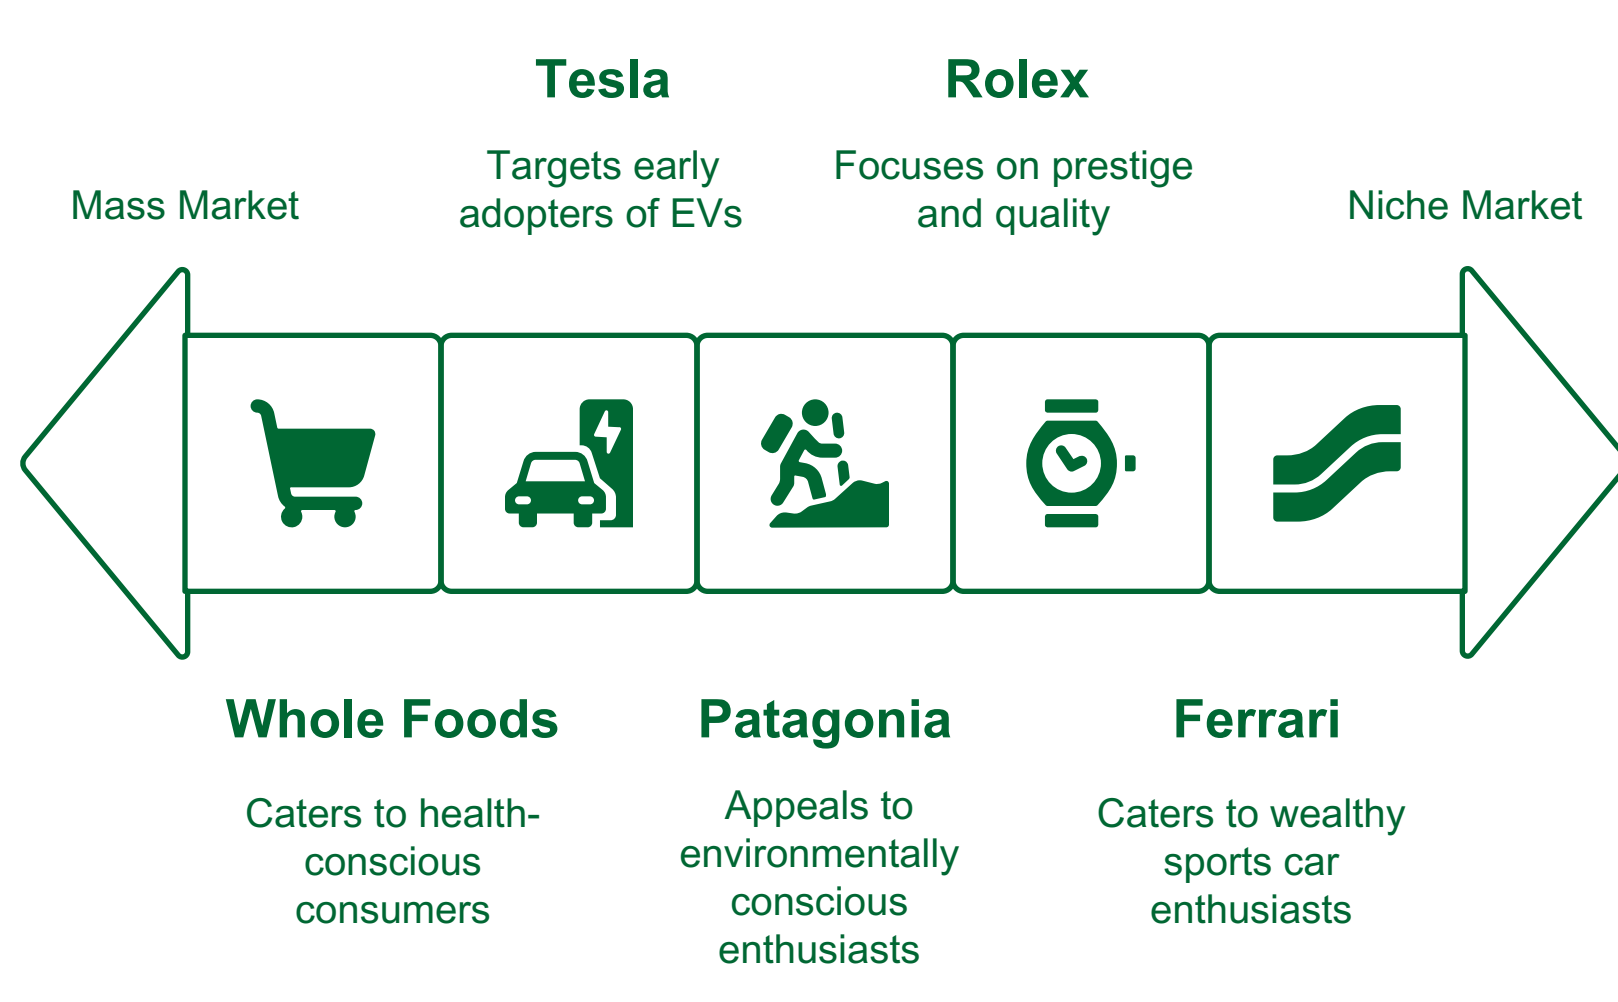 Mass Market
Tesla
Targets early
adopters of EVs
Rolex
Focuses on prestige
and quality
Niche Market
Whole Foods
Caters to health-
conscious
consumers
Patagonia
Appeals to
environmentally
conscious
enthusiasts
Ferrari
Caters to wealthy
sports car
enthusiasts